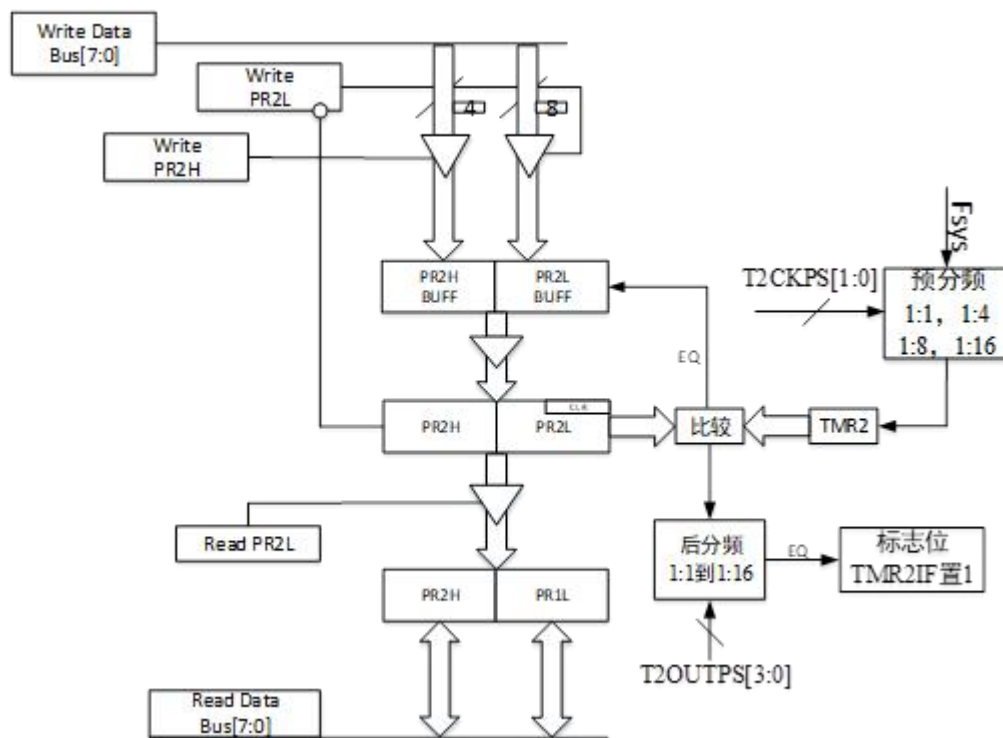 Write Data
Bus[7:0]
Write
PR2L
4
8
Write
PR2H
Fsys
PR2H
BUFF
PR2L
BUFF
T2CKPS[1:0]
预分频
1:1，1:4
1:8，1:16
EQ
PR2H
CLR
PR2L
比较
TMR2
Read PR2L
后分频
1:1到1:16
EQ
标志位
TMR2IF置1
PR2H
PR1L
T2OUTPS[3:0]
Read Data
Bus[7:0]